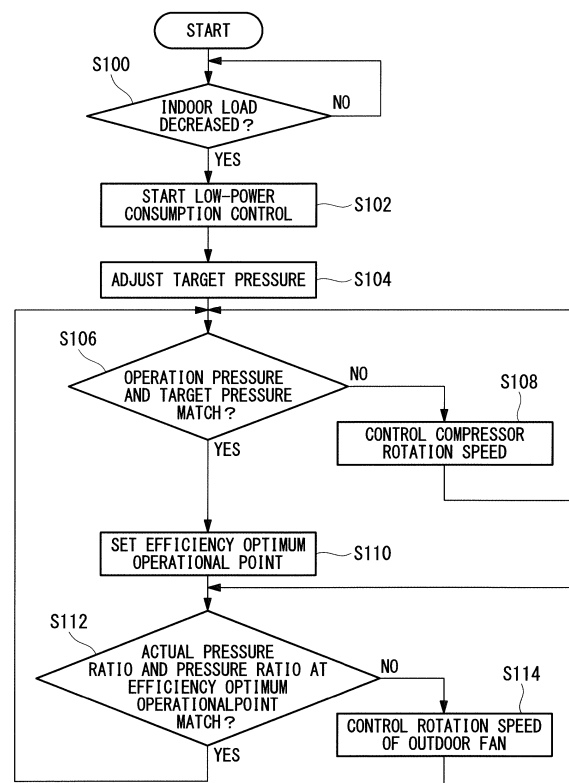 START
S100
INDOOR LOAD
DECREASED?
NO
YES
START LOW-POWER
CONSUMPTION CONTROL
S102
ADJUST TARGET PRESSURE
S104
S106
OPERATION PRESSURE
AND TARGET PRESSURE
MATCH?
NO
YES
S108
CONTROL COMPRESSOR
ROTATION SPEED
SET EFFICIENCY OPTIMUM
OPERATIONAL POINT
S110
S112
ACTUAL PRESSURE
RATIO AND PRESSURE RATIO AT
EFFICIENCY OPTIMUM
OPERATIONALPOINT
MATCH?
NO
YES
S114
CONTROL ROTATION SPEED
OF OUTDOOR FAN